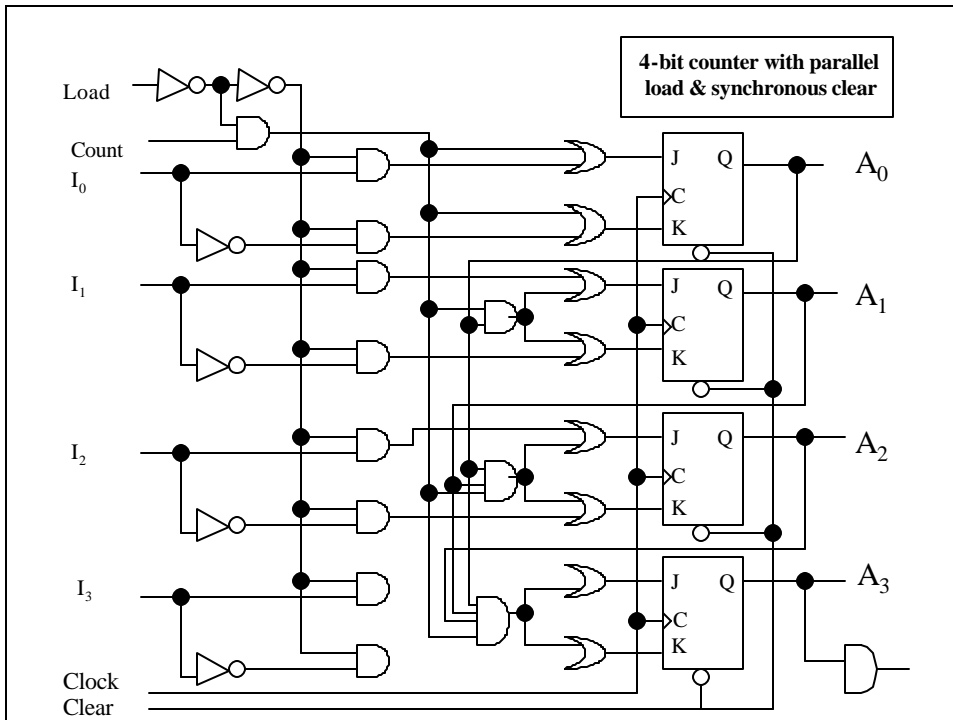 4-bit counter with parallel
load & synchronous clear
Load
Count
I0
J Q
A0
C
K
I1
J Q
A1
C
K
I2
J Q
A2
C
K
I3
J Q
A3
C
K
Clock
Clear